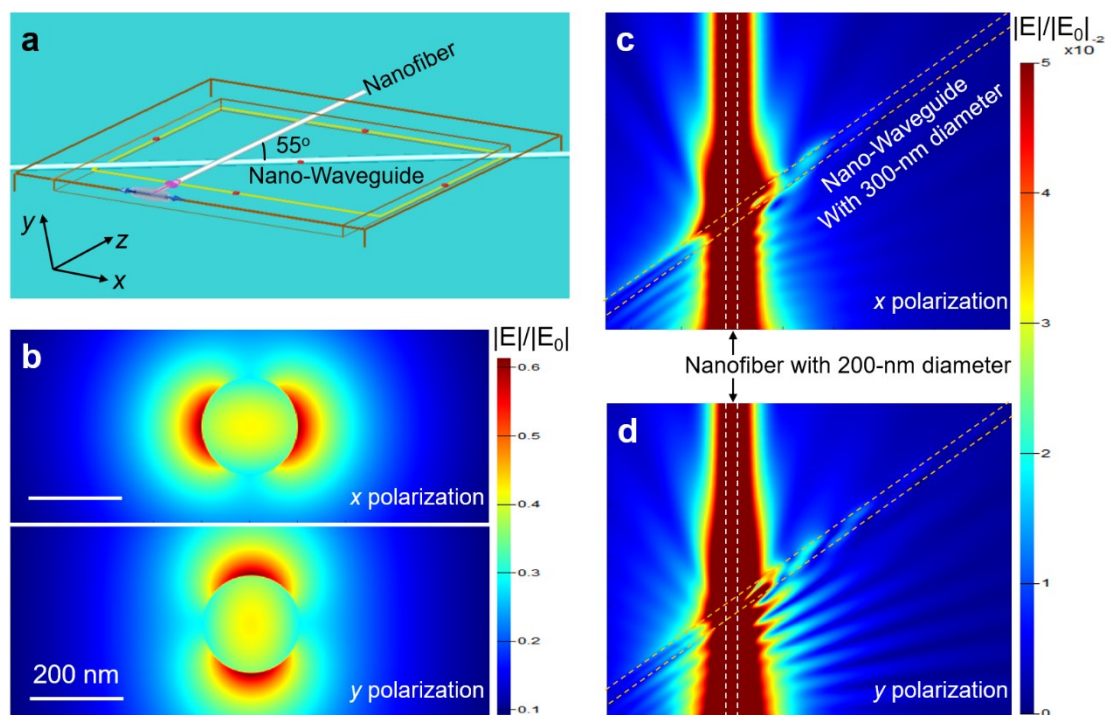 a
Nanofiber
55°
Nano-Waveguide
y
z
x
b
|E|/|E₀|
0.6
0.5
0.4
0.3
0.2
0.1
x polarization
200 nm
y polarization
c
Nano-Waveguide
With 300-nm diameter
x polarization
Nanofiber with 200-nm diameter
d
y polarization
|E|/|E₀|
x10⁻²
5
4
3
2
1
0